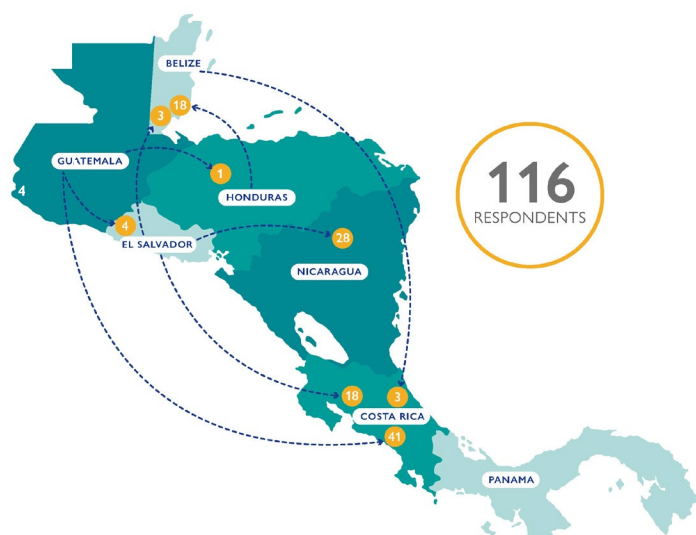 BELIZE
3
18
GUATEMALA
1
4
HONDURAS
4
EL SALVADOR
28
NICARAGUA
18
3
COSTA RICA
41
PANAMA
116
RESPONDENTS